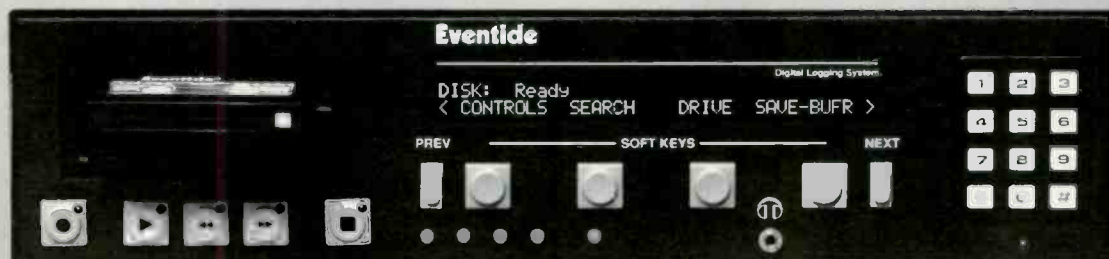 Eventide
Eventide
Digital Logging System
DISK: Ready
< CONTROLS SEARCH DRIVE SAVE-BUFR >
PREV SOFT KEYS NEXT
1 2 3
4 5 6
7 8 9
#